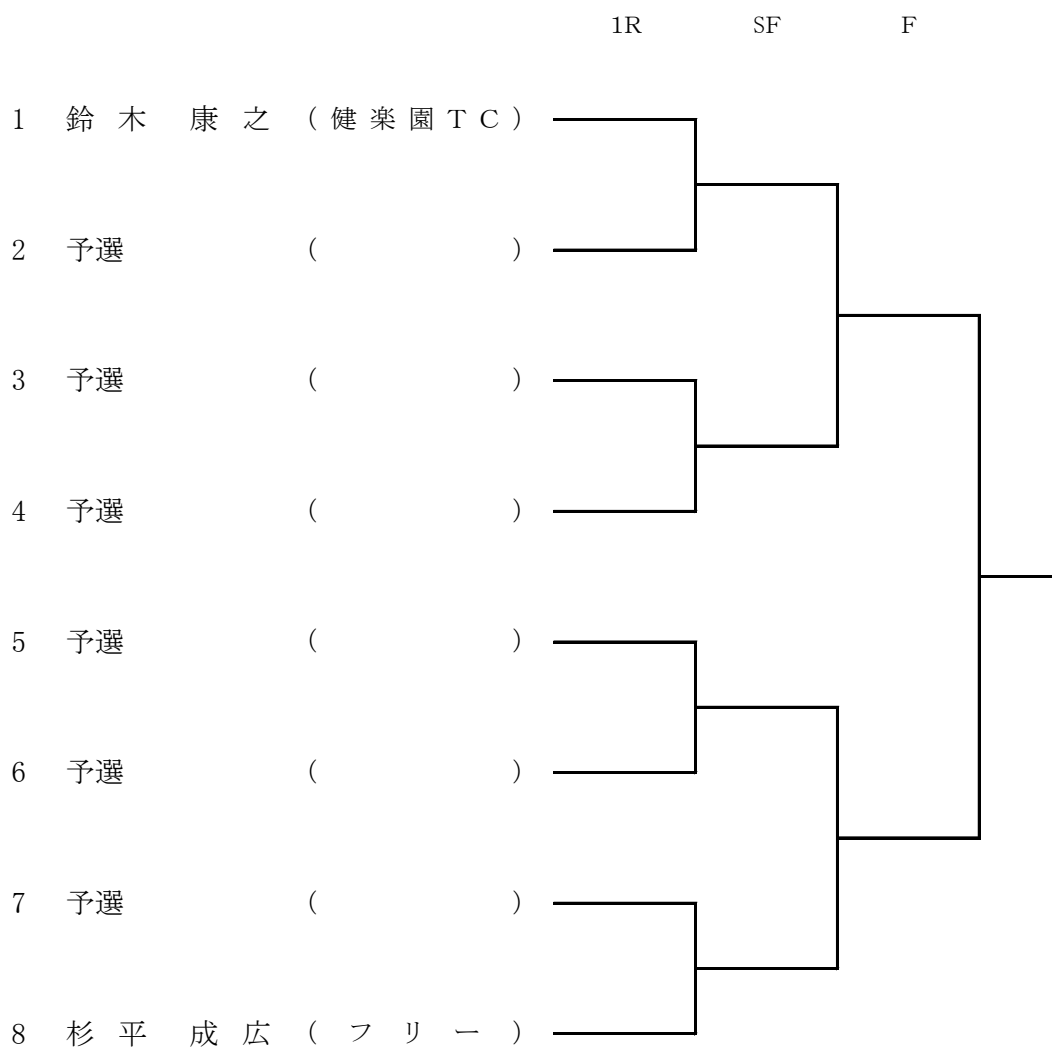 1R SF F
1 鈴木 康之 (健楽園TC)
2 予選 ( )
3 予選 ( )
4 予選 ( )
5 予選 ( )
6 予選 ( )
7 予選 ( )
8 杉平 成広 (フリー)